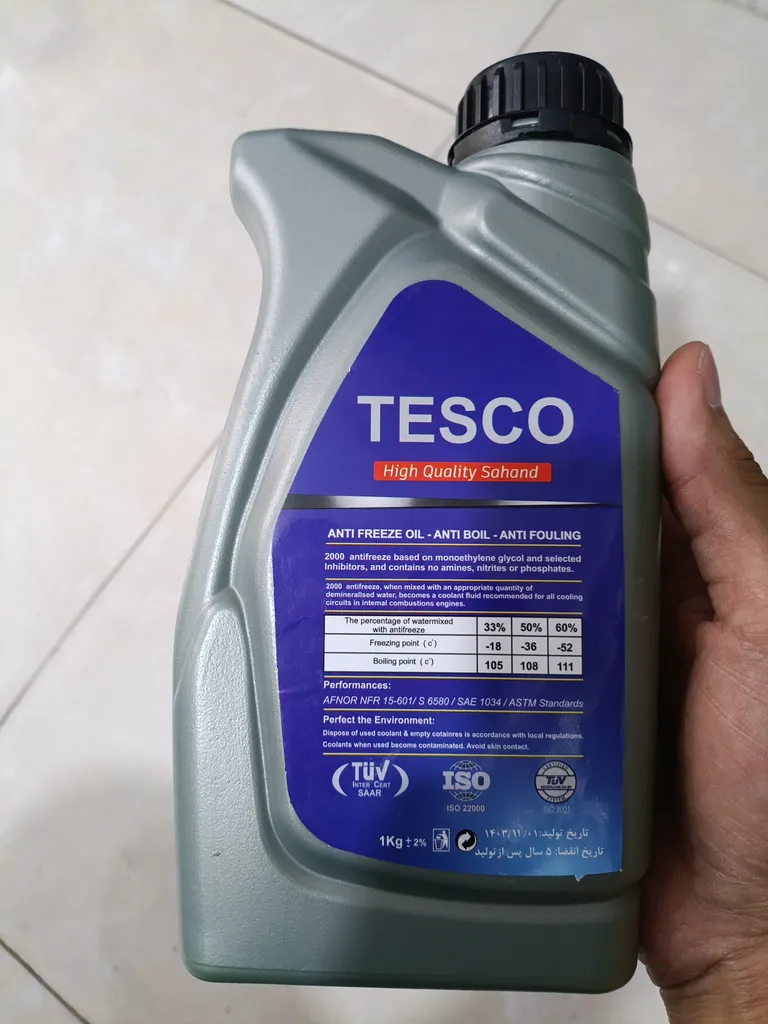 TESCO
High Quality Sahand
ANTI FREEZE OIL - ANTI BOIL - ANTI FOULING
2000 antifreeze based on monoethylene glycol and selected
Inhibitors, and contains no amines, nitrites or phosphates.
2000 antifreeze, when mixed with an appropriate quantity of
demineralised water, becomes a coolant fluid recommended for all cooling
circuits in internal combustions engines.
The percentage of watermixed with antifreeze 33% 50% 60%
Freezing point (c˚) -18 -36 -52
Boiling point (c˚) 105 108 111
Performances:
AFNOR NFR 15-601/ S 6580 / SAE 1034 / ASTM Standards
Perfect the Environment:
Dispose of used coolant & empty cotainres is accordance with local regulations.
Coolants when used become contaminated. Avoid skin contact.
TÜV
INTER CERT
SAAR
ISO
ISO 22000
TÜV
تاریخ تولید: ۱۴۰۳/۱۱/۰۱
1Kg ± 2%
تاریخ انقضا: ۵ سال پس از تولید